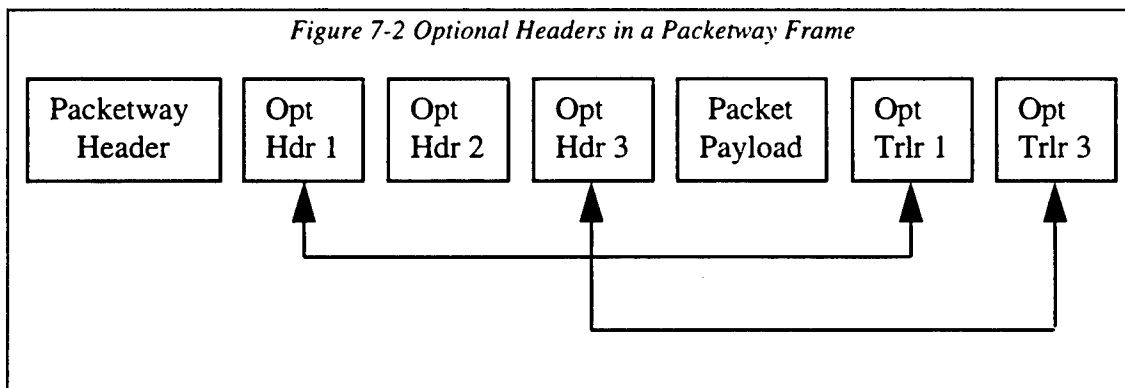 Figure 7-2 Optional Headers in a Packetway Frame
Packetway
Header
Opt
Hdr 1
Opt
Hdr 2
Opt
Hdr 3
Packet
Payload
Opt
Trlr 1
Opt
Trlr 3